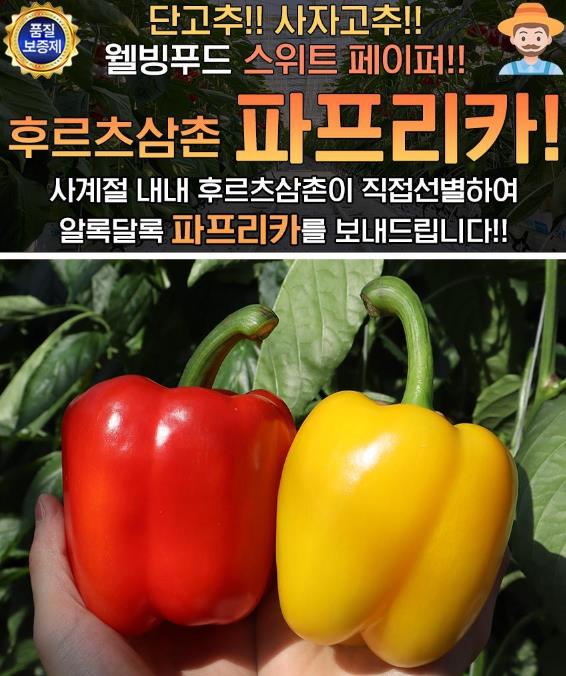 품질
보증제
단고추!! 사자고추!!
웰빙푸드 스위트 페이퍼!!
후르츠삼촌 파프리카!
사계절 내내 후르츠삼촌이 직접선별하여
알록달록 파프리카를 보내드립니다!!